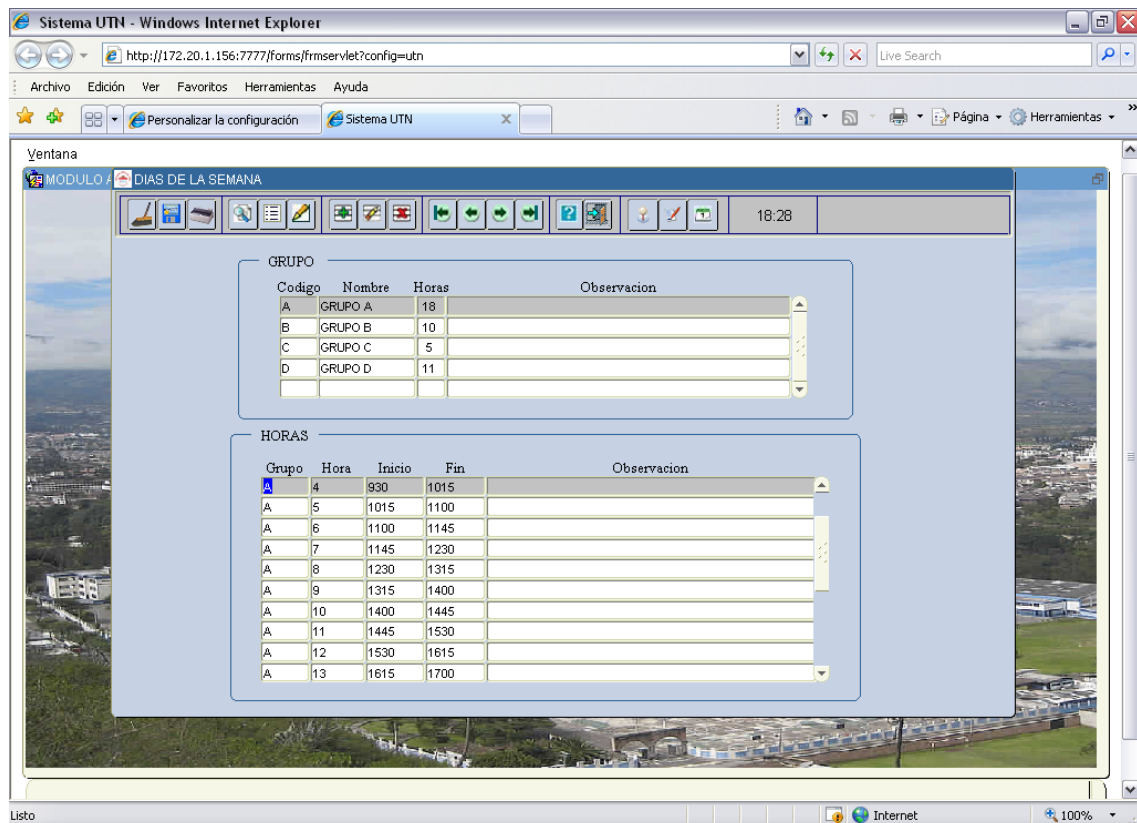 Sistema UTN - Windows Internet Explorer
http://172.20.1.156:7777/forms/frmservlet?config=utn
Live Search
Archivo Edición Ver Favoritos Herramientas Ayuda
Personalizar la configuración Sistema UTN Página Herramientas
Ventana
MODULO A DIAS DE LA SEMANA
18:28
GRUPO
Codigo Nombre Horas Observacion
A GRUPO A 18
B GRUPO B 10
C GRUPO C 5
D GRUPO D 11
HORAS
Grupo Hora Inicio Fin Observacion
A 4 930 1015
A 5 1015 1100
A 6 1100 1145
A 7 1145 1230
A 8 1230 1315
A 9 1315 1400
A 10 1400 1445
A 11 1445 1530
A 12 1530 1615
A 13 1615 1700
Listo Internet 100%